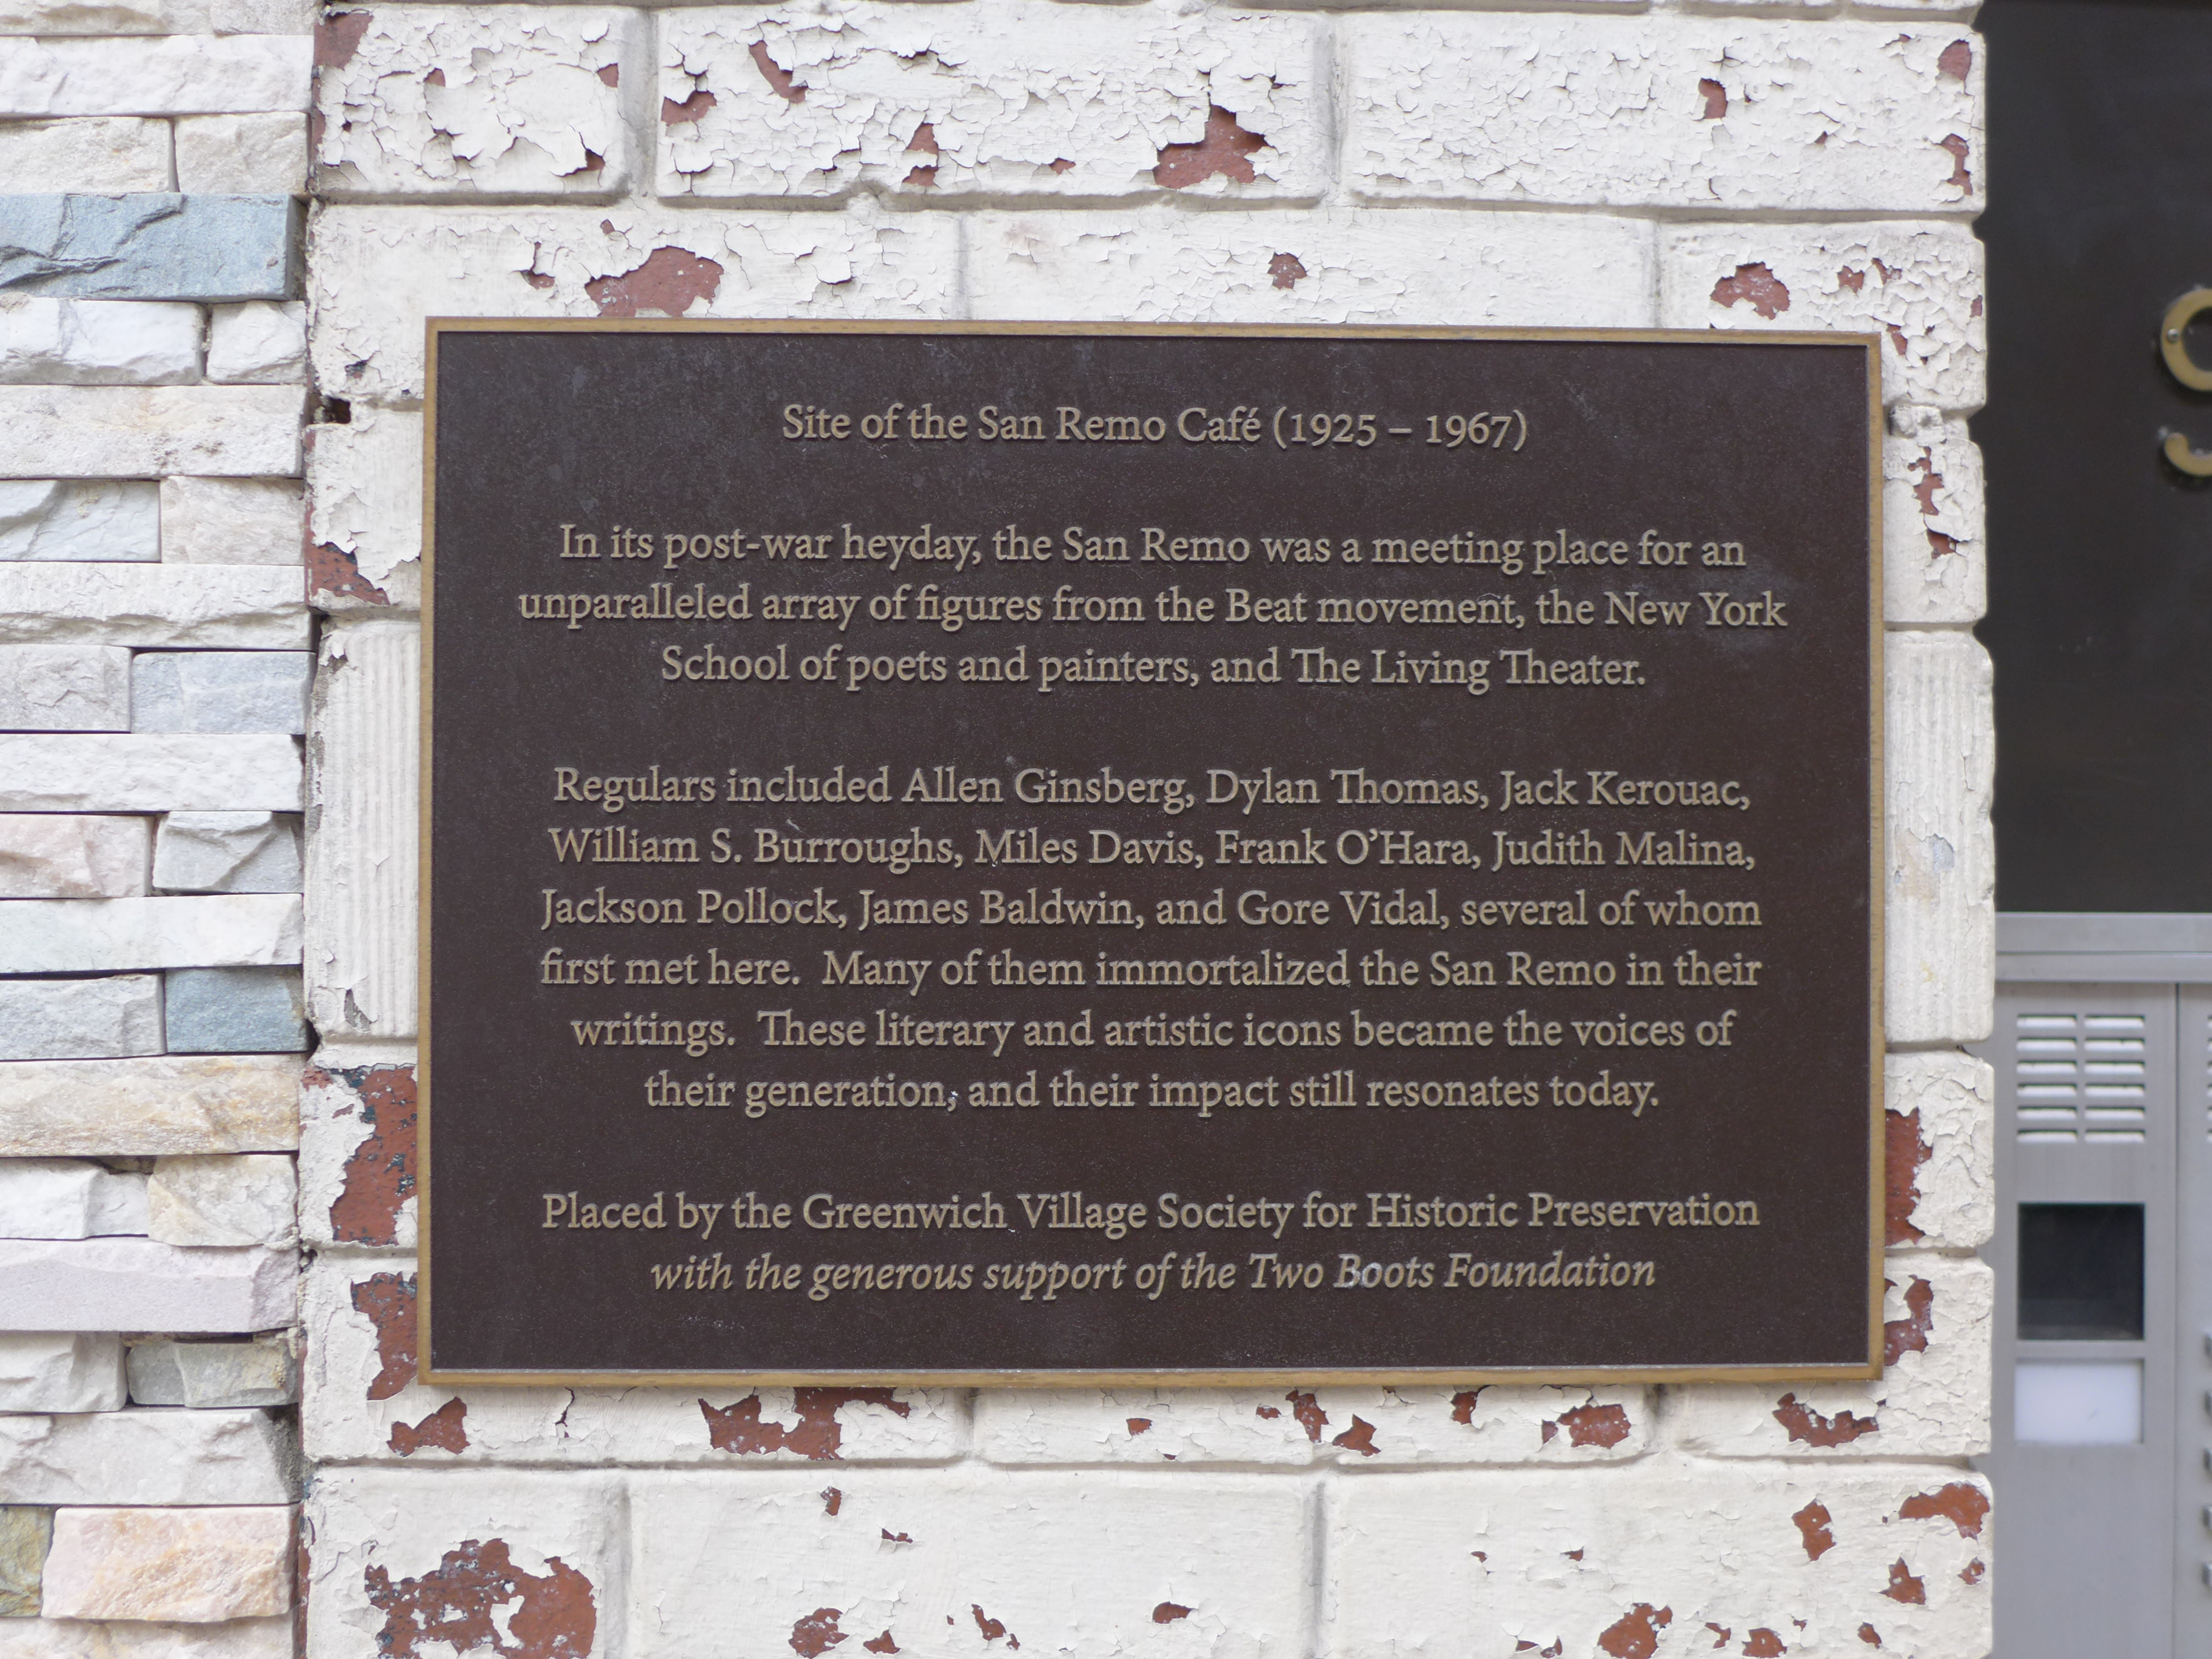 Site of the San Remo Café (1925 – 1967)
In its post-war heyday, the San Remo was a meeting place for an
unparalleled array of figures from the Beat movement, the New York
School of poets and painters, and The Living Theater.
Regulars included Allen Ginsberg, Dylan Thomas, Jack Kerouac,
William S. Burroughs, Miles Davis, Frank O’Hara, Judith Malina,
Jackson Pollock, James Baldwin, and Gore Vidal, several of whom
first met here.  Many of them immortalized the San Remo in their
writings.  These literary and artistic icons became the voices of
their generation, and their impact still resonates today.
Placed by the Greenwich Village Society for Historic Preservation
with the generous support of the Two Boots Foundation